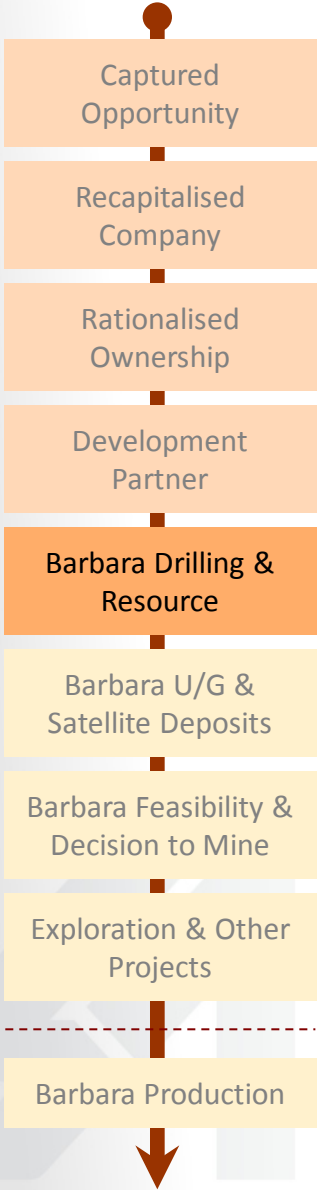 Captured
Opportunity
Recapitalised
Company
Rationalised
Ownership
Development
Partner
Barbara Drilling &
Resource
Barbara U/G &
Satellite Deposits
Barbara Feasibility &
Decision to Mine
Exploration & Other
Projects
Barbara Production